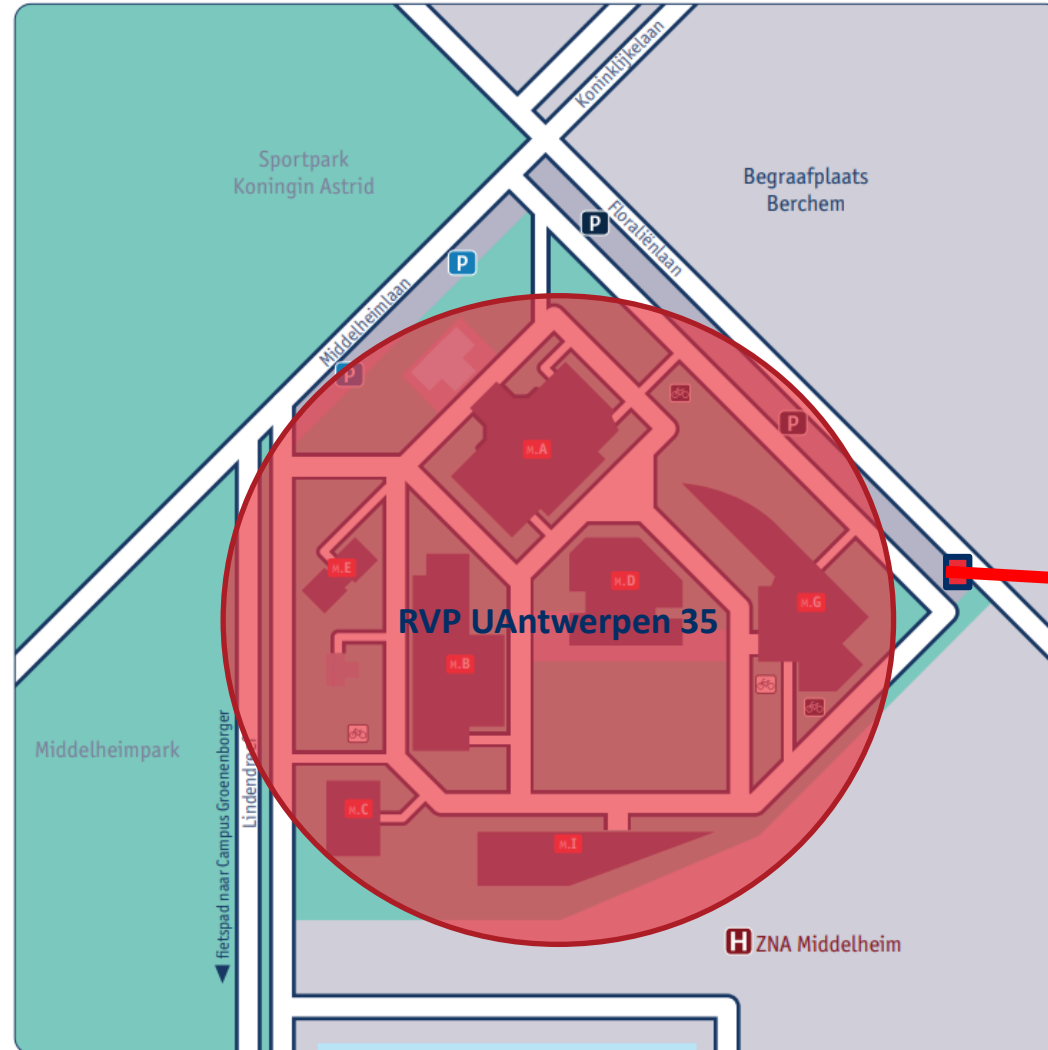 Koninklijkelaan
Sportpark
Koningin Astrid
Begraafplaats
Berchem
P
Floraliënlaan
P
Middelheimlaan
P
P
M.A
M.E
M.D
M.G
RVP UAntwerpen 35
M.B
Middelheimpark
fietspad naar Campus Groenenborger
Lindendreef
M.C
M.I
H ZNA Middelheim